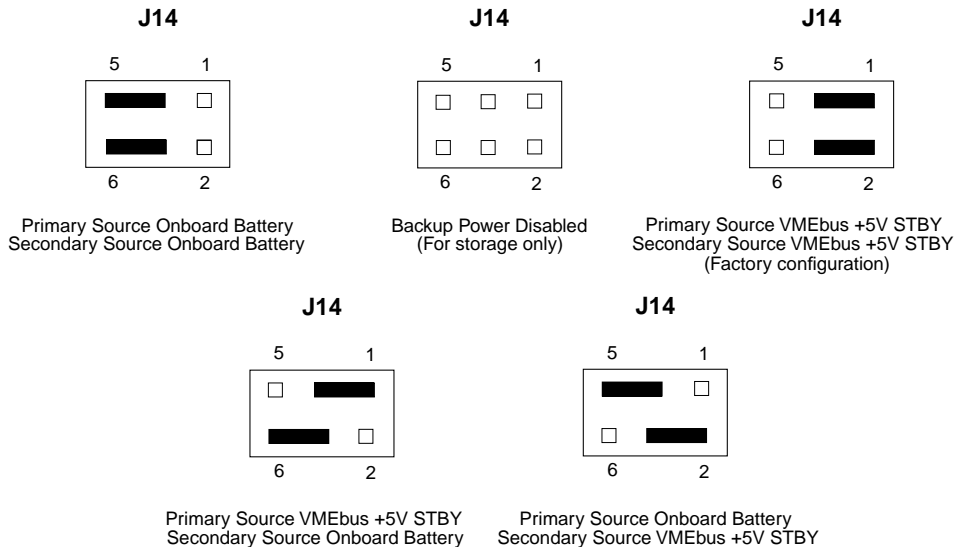 J14 J14 J14
5 1 5 1 5 1
6 2 6 2 6 2
Primary Source Onboard Battery
Secondary Source Onboard Battery
Backup Power Disabled
(For storage only)
Primary Source VMEbus +5V STBY
Secondary Source VMEbus +5V STBY
(Factory configuration)
J14 J14
5 1 5 1
6 2 6 2
Primary Source VMEbus +5V STBY
Secondary Source Onboard Battery
Primary Source Onboard Battery
Secondary Source VMEbus +5V STBY